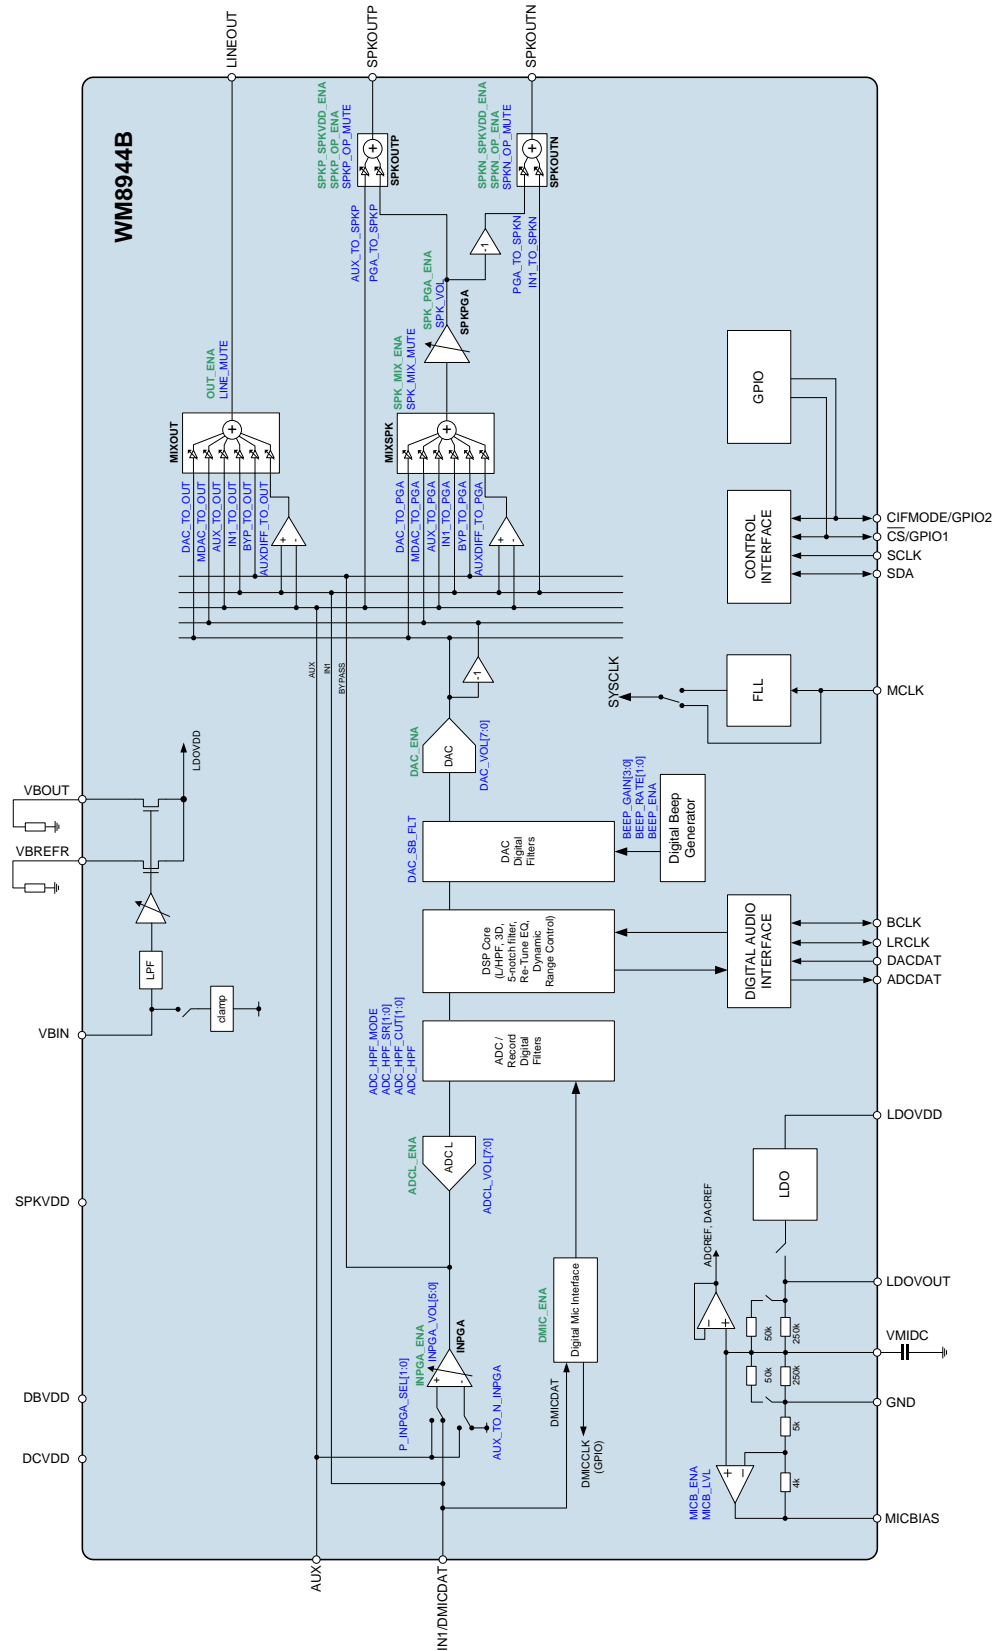 WM8944B
LINEOUT
SPKOUTP
SPKOUTN
SPKP_SPKVDD_ENA
SPKP_OP_ENA
SPKP_OP_MUTE
SPKOUTP
SPKN_SPKVDD_ENA
SPKN_OP_ENA
SPKN_OP_MUTE
SPKOUTN
AUX_TO_SPKP
PGA_TO_SPKP
PGA_TO_SPKN
IN1_TO_SPKN
-1
SPK_PGA_ENA
SPK_VOL
SPKPGA
OUT_ENA
LINE_MUTE
MIXOUT
SPK_MIX_ENA
SPK_MIX_MUTE
MIXSPK
DAC_TO_OUT
MDAC_TO_OUT
AUX_TO_OUT
IN1_TO_OUT
BYP_TO_OUT
AUXDIFF_TO_OUT
+
-
DAC_TO_PGA
MDAC_TO_PGA
AUX_TO_PGA
IN1_TO_PGA
BYP_TO_PGA
AUXDIFF_TO_PGA
+
-
AUX
IN1
BYPASS
-1
DAC_ENA
DAC
DAC_VOL[7:0]
DAC_SB_FLT
DAC
Digital
Filters
BEEP_GAIN[3:0]
BEEP_RATE[1:0]
BEEP_ENA
Digital Beep
Generator
DSP Core
(L/HPF, 3D,
5-notch filter,
Re-Tune EQ,
Dynamic
Range Control)
DIGITAL AUDIO
INTERFACE
BCLK
LRCLK
DACDAT
ADCDAT
ADC_HPF_MODE
ADC_HPF_SR[1:0]
ADC_HPF_CUT[1:0]
ADC_HPF
ADC /
Record
Digital
Filters
ADCL_ENA
ADC L
ADCL_VOL[7:0]
GPIO
CONTROL
INTERFACE
CIFMODE/GPIO2
CS/GPIO1
SCLK
SDA
SYSCLK
FLL
MCLK
VBOUT
VBREFR
LDOVDD
LPF
clamp
VBIN
SPKVDD
DBVDD
DCVDD
P_INPGA_SEL[1:0]
INPGA_ENA
INPGA_VOL[5:0]
INPGA
+
-
AUX_TO_N_INPGA
DMIC_ENA
Digital Mic Interface
DMICDAT
DMICCLK
(GPIO)
AUX
IN1/DMICDAT
LDO
LDOVDD
ADCREF, DACREF
LDOVOUT
50k
250k
VMIDC
50k
250k
GND
5k
4k
MICB_ENA
MICB_LVL
MICBIAS